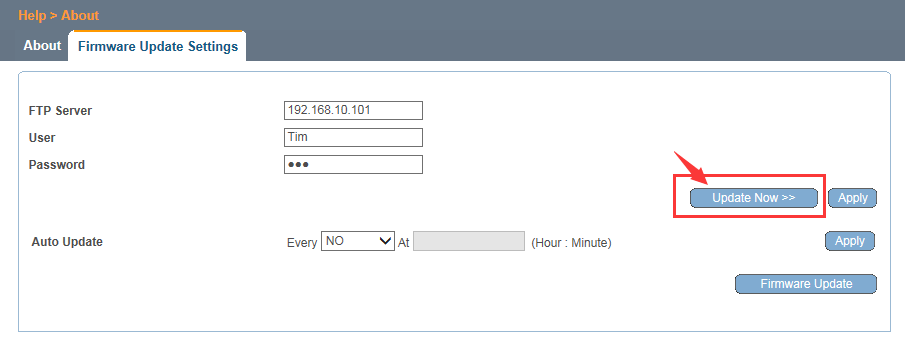 Help > About
About Firmware Update Settings
FTP Server 192.168.10.101
User Tim
Password ●●●
Update Now >> Apply
Auto Update Every NO At (Hour : Minute) Apply
Firmware Update